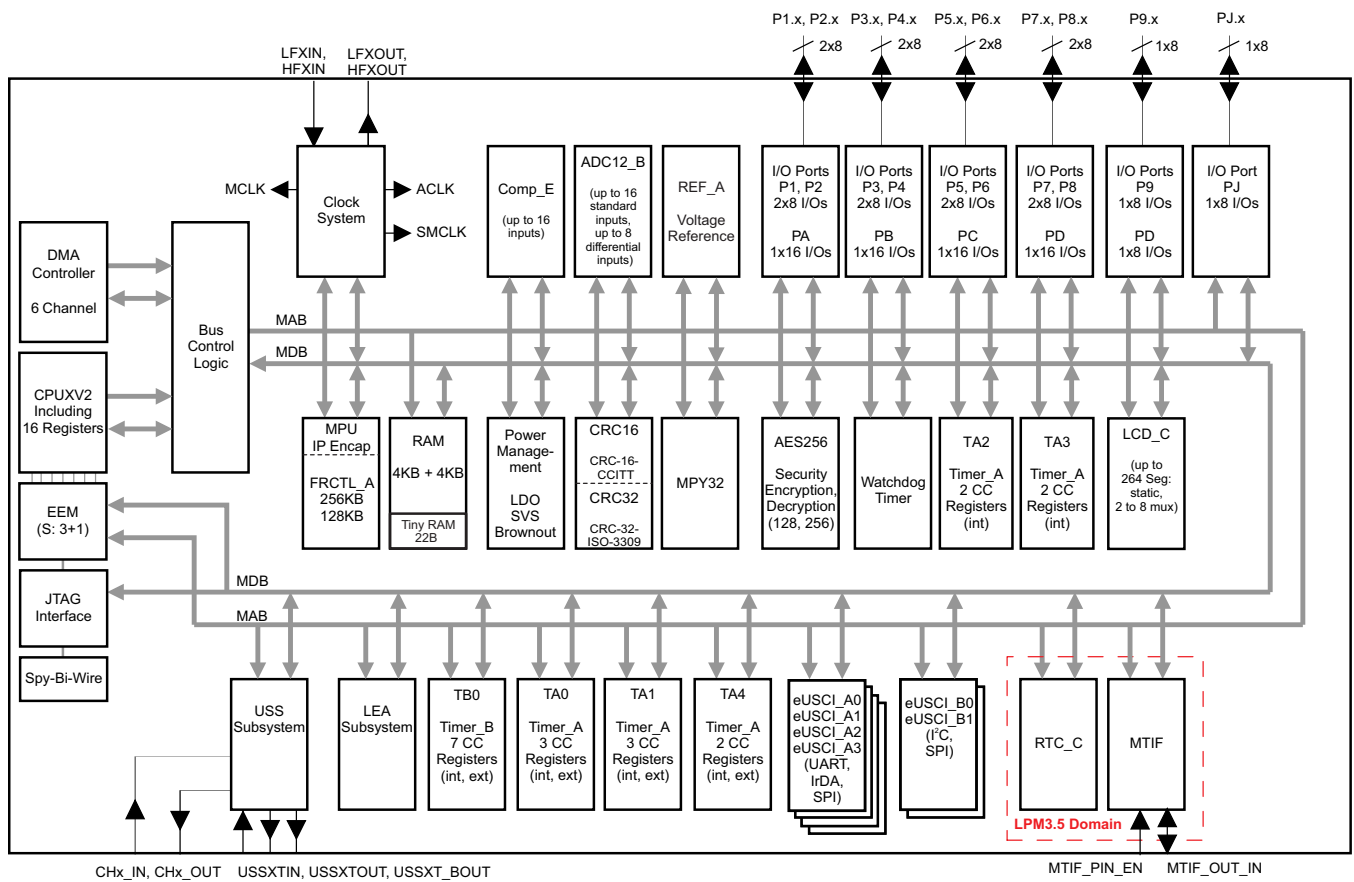 P1.x, P2.x
P3.x, P4.x
P5.x, P6.x
P7.x, P8.x
P9.x
PJ.x
2x8
2x8
2x8
2x8
1x8
1x8
LFXIN,
HFXIN
LFXOUT,
HFXOUT
MCLK
Clock
System
ACLK
SMCLK
Comp_E
(up to 16
inputs)
ADC12_B
(up to 16
standard
inputs,
up to 8
differential
inputs)
REF_A
Voltage
Reference
I/O Ports
P1, P2
2x8 I/Os
PA
1x16 I/Os
I/O Ports
P3, P4
2x8 I/Os
PB
1x16 I/Os
I/O Ports
P5, P6
2x8 I/Os
PC
1x16 I/Os
I/O Ports
P7, P8
2x8 I/Os
PD
1x16 I/Os
I/O Ports
P9
1x8 I/Os
PD
1x8 I/Os
I/O Port
PJ
1x8 I/Os
DMA
Controller
6 Channel
Bus
Control
Logic
MAB
MDB
CPUXV2
Including
16 Registers
MPU
IP Encap
FRCTL_A
256KB
128KB
RAM
4KB + 4KB
Tiny RAM
22B
Power
Manage-
ment
LDO
SVS
Brownout
CRC16
CRC-16-
CCITT
CRC32
CRC-32-
ISO-3309
MPY32
AES256
Security
Encryption,
Decryption
(128, 256)
Watchdog
Timer
TA2
Timer_A
2 CC
Registers
(int)
TA3
Timer_A
2 CC
Registers
(int)
LCD_C
(up to
264 Seg:
static,
2 to 8 mux)
EEM
(S: 3+1)
JTAG
Interface
Spy-Bi-Wire
MDB
MAB
USS
Subsystem
LEA
Subsystem
TB0
Timer_B
7 CC
Registers
(int, ext)
TA0
Timer_A
3 CC
Registers
(int, ext)
TA1
Timer_A
3 CC
Registers
(int, ext)
TA4
Timer_A
2 CC
Registers
(int, ext)
eUSCI_A0
eUSCI_A1
eUSCI_A2
eUSCI_A3
(UART,
IrDA,
SPI)
eUSCI_B0
eUSCI_B1
(I²C,
SPI)
RTC_C
MTIF
LPM3.5 Domain
CHx_IN, CHx_OUT
USSXTIN, USSXTOUT, USSXT_BOUT
MTIF_PIN_EN
MTIF_OUT_IN